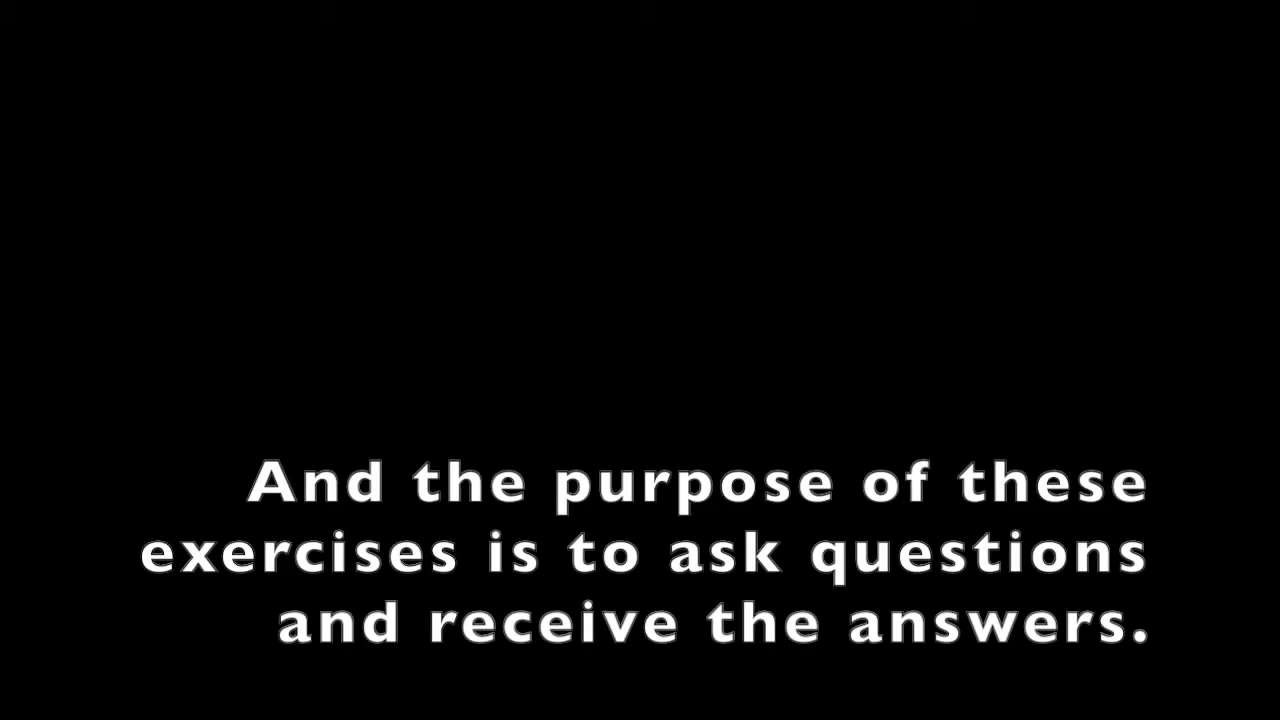 And the purpose of these
exercises is to ask questions
and receive the answers.